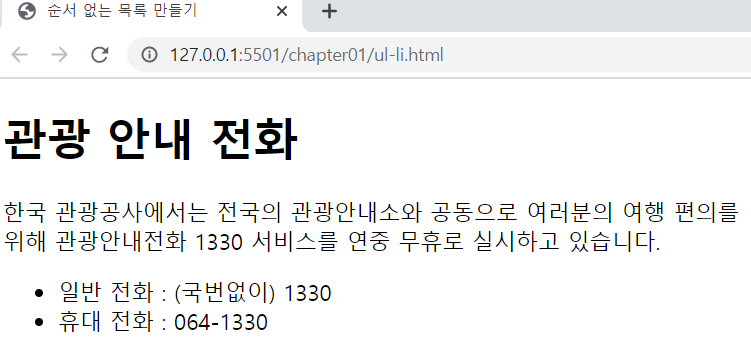 순서 없는 목록 만들기
127.0.0.1:5501/chapter01/ul-li.html
관광 안내 전화
한국 관광공사에서는 전국의 관광안내소와 공동으로 여러분의 여행 편의를
위해 관광안내전화 1330 서비스를 연중 무휴로 실시하고 있습니다.
• 일반 전화 : (국번없이) 1330
• 휴대 전화 : 064-1330